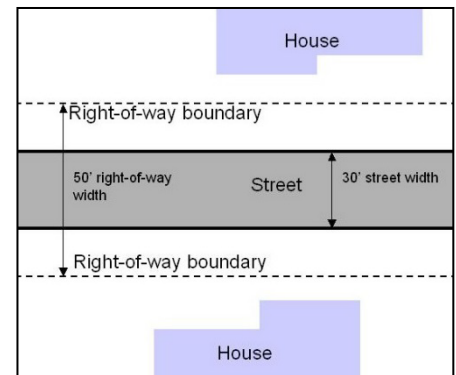 House
Right-of-way boundary
50' right-of-way
width
Street
30' street width
Right-of-way boundary
House